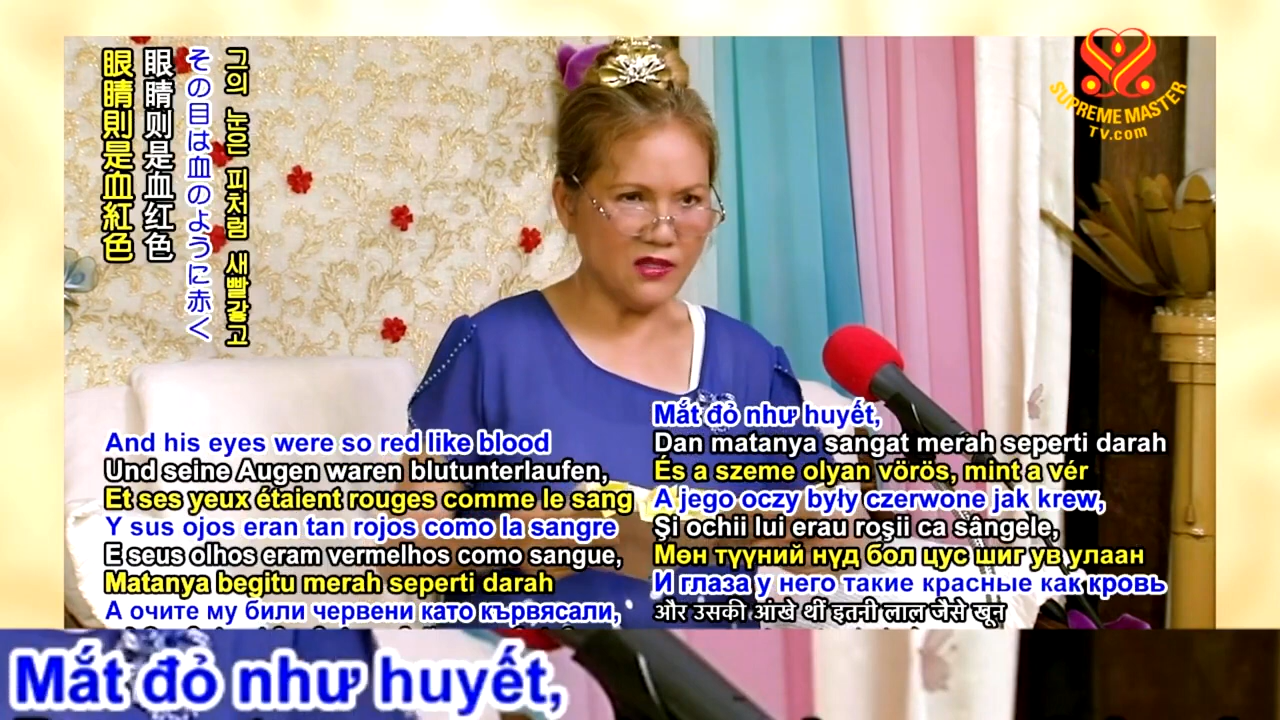 그의 눈은 피처럼 새빨갛고
その目は血のように赤く
眼睛则是血红色
眼睛則是血紅色
SUPREME MASTER
TV.com
And his eyes were so red like blood
Und seine Augen waren blutunterlaufen,
Et ses yeux étaient rouges comme le sang
Y sus ojos eran tan rojos como la sangre
E seus olhos eram vermelhos como sangue,
Matanya begitu merah seperti darah
А очите му били червени като кървясали,
Mắt đỏ như huyết,
Dan matanya sangat merah seperti darah
És a szeme olyan vörös, mint a vér
A jego oczy były czerwone jak krew,
Şi ochii lui erau roşii ca sângele,
Мөн түүний нүд бол цус шиг ув улаан
И глаза у него такие красные как кровь
और उसकी आंखे थीं इतनी लाल जैसे खून
Mắt đỏ như huyết,